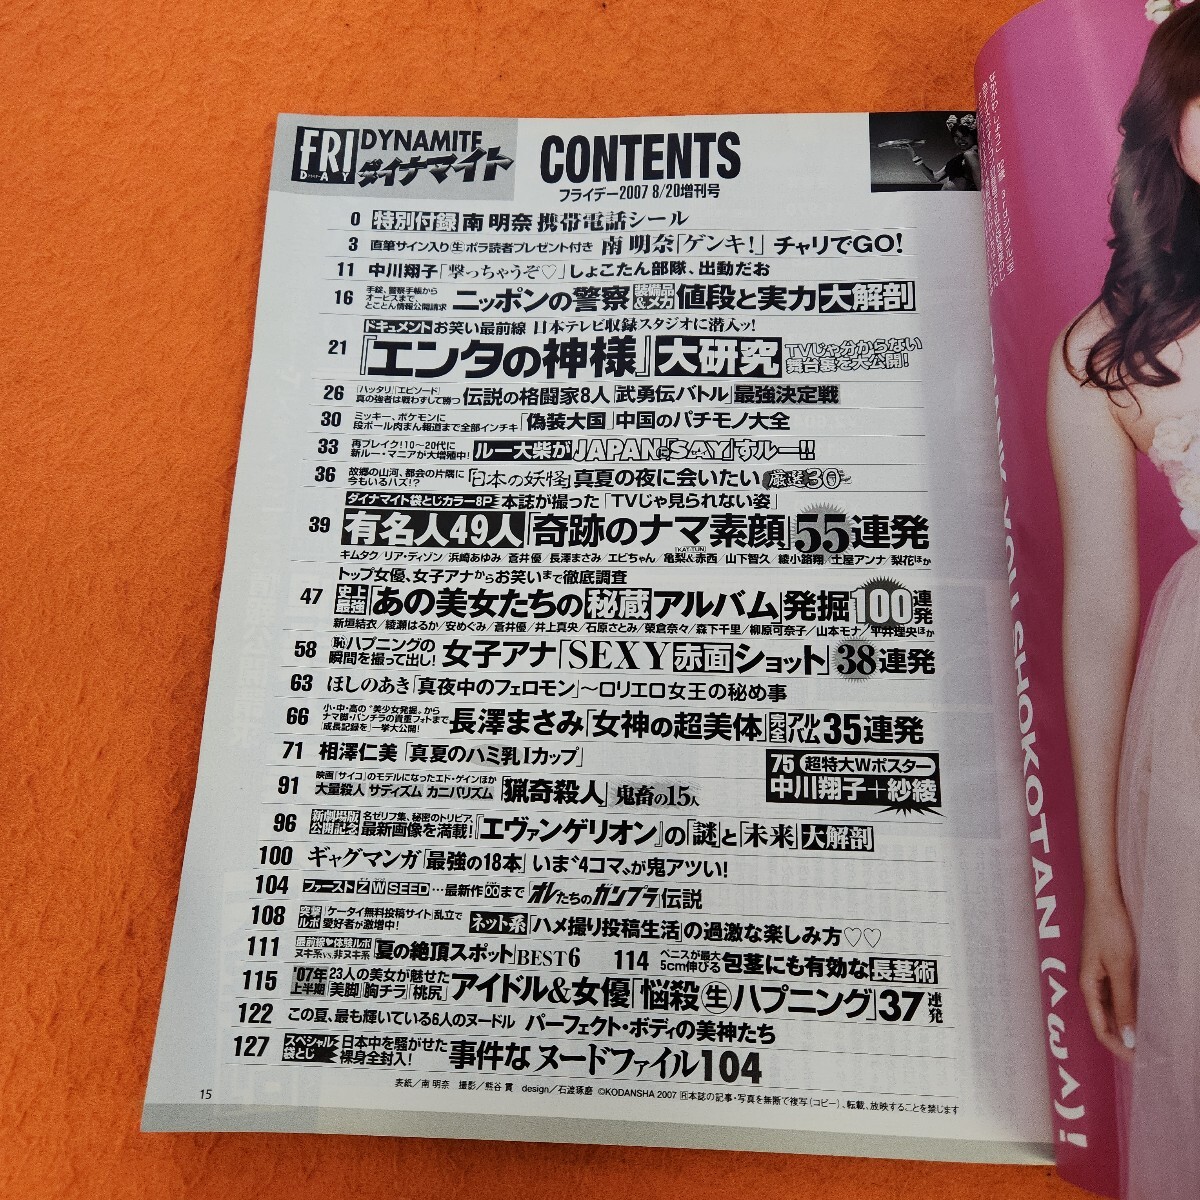 FRI
DAY
DYNAMITE
ダイナマイト
CONTENTS
フライデー2007 8/20増刊号
0 特別付録 南 明奈 携帯電話シール
3 直筆サイン入り生ポラ読者プレゼント付き 南 明奈「ゲンキ!」チャリでGO!
11 中川翔子「撃っちゃうぞ♡」しょこたん部隊、出動だお
手錠、警察手帳から
オービスまで、
とことん情報公開請求
16 ニッポンの警察 装備品&メカ 値段と実力 大解剖
ドキュメント お笑い最前線 日本テレビ収録スタジオに潜入ッ!
21 『エンタの神様』大研究 TVじゃ分からない
舞台裏を大公開!
「ハッタリ」「エピソード」
真の強者は戦わずして勝つ
26 伝説の格闘家8人「武勇伝バトル」最強決定戦
ミッキー、ポケモンに
段ボール肉まん報道まで全部インチキ
30 「偽装大国」中国のパチモノ大全
再ブレイク!10〜20代に
新ルー・マニアが大増殖中!
33 ルー大柴がJAPANに「SAY」すルー!!
故郷の山河、都会の片隅に
今もいるハズ!?
36 「日本の妖怪」真夏の夜に会いたい 厳選30
ダイナマイト袋とじカラー8P 本誌が撮った「TVじゃ見られない姿」
39 有名人49人「奇跡のナマ素顔」55連発
キムタク/リア・ディゾン/浜崎あゆみ/蒼井優/長澤まさみ/エビちゃん/亀梨&赤西/山下智久/綾小路翔/土屋アンナ/梨花ほか
KAT-TUN
トップ女優、女子アナからお笑いまで徹底調査
47 史上最強「あの美女たちの秘蔵アルバム」発掘100連発
新垣結衣/綾瀬はるか/安めぐみ/蒼井優/井上真央/石原さとみ/榮倉奈々/森下千里/柳原可奈子/山本モナ/平井理央ほか
58 恥ハプニングの
瞬間を撮って出し! 女子アナ「SEXY赤面ショット」38連発
63 ほしのあき「真夜中のフェロモン」〜ロリエロ女王の秘め事
小・中・高の“美少女発掘”から
ナマ脚・パンチラの貴重フォトまで
「成長記録を」一挙大公開!
66 長澤まさみ「女神の超美体」完全アルバム35連発
71 相澤仁美「真夏のハミ乳Iカップ」
75 超特大Wポスター
中川翔子+紗綾
映画『サイコ』のモデルになったエド・ゲインほか
大量殺人 サディズム カニバリズム
91 「猟奇殺人」鬼畜の15人
新劇場版
公開記念
名ゼリフ集、秘密のトリビア、
最新画像を満載!
96 『エヴァンゲリオン』の「謎」と「未来」大解剖
100 ギャグマンガ「最強の18本」いま“4コマ”が鬼アツい!
104 ファースト Z W SEED…最新作00まで「オレたちのガンプラ」伝説
108 突撃ルポ 「ケータイ無料投稿サイト」乱立で
愛好者が激増中! ネット系「ハメ撮り投稿生活」の過激な楽しみ方♡♡
111 最前線♥体験ルポ
ヌキ系vs.非ヌキ系 「夏の絶頂スポット」BEST6
114 ペニスが最大
5cm伸びる 包茎にも有効な長茎術
115 '07年上半期 23人の美女が魅せた
「美脚」「胸チラ」「桃尻」 アイドル&女優「悩殺生ハプニング」37連発
122 この夏、最も輝いている6人のヌードル パーフェクト・ボディの美神たち
127 スペシャル袋とじ 日本中を騒がせた
裸身全封入! 事件なヌードファイル104
表紙/南 明奈 撮影/熊谷 貫 design/石渡琢磨 ©KODANSHA 2007 R本誌の記事・写真を無断で複写(コピー)、転載、放映することを禁じます
15
SHOKOTAN (^ω^)!